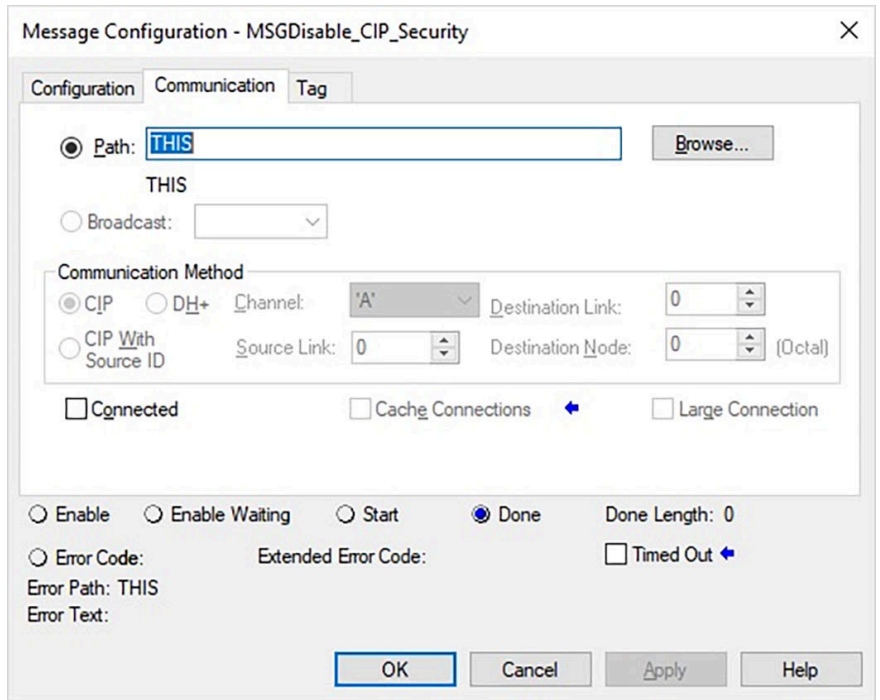 Message Configuration - MSGDisable_CIP_Security
Configuration Communication Tag
Path: THIS Browse...
THIS
Broadcast:
Communication Method
CIP DH+ Channel: 'A' Destination Link: 0
CIP With
Source ID
Source Link: 0 Destination Node: 0 (Octal)
Connected Cache Connections Large Connection
Enable Enable Waiting Start Done Done Length: 0
Error Code: Extended Error Code: Timed Out
Error Path: THIS
Error Text:
OK Cancel Apply Help